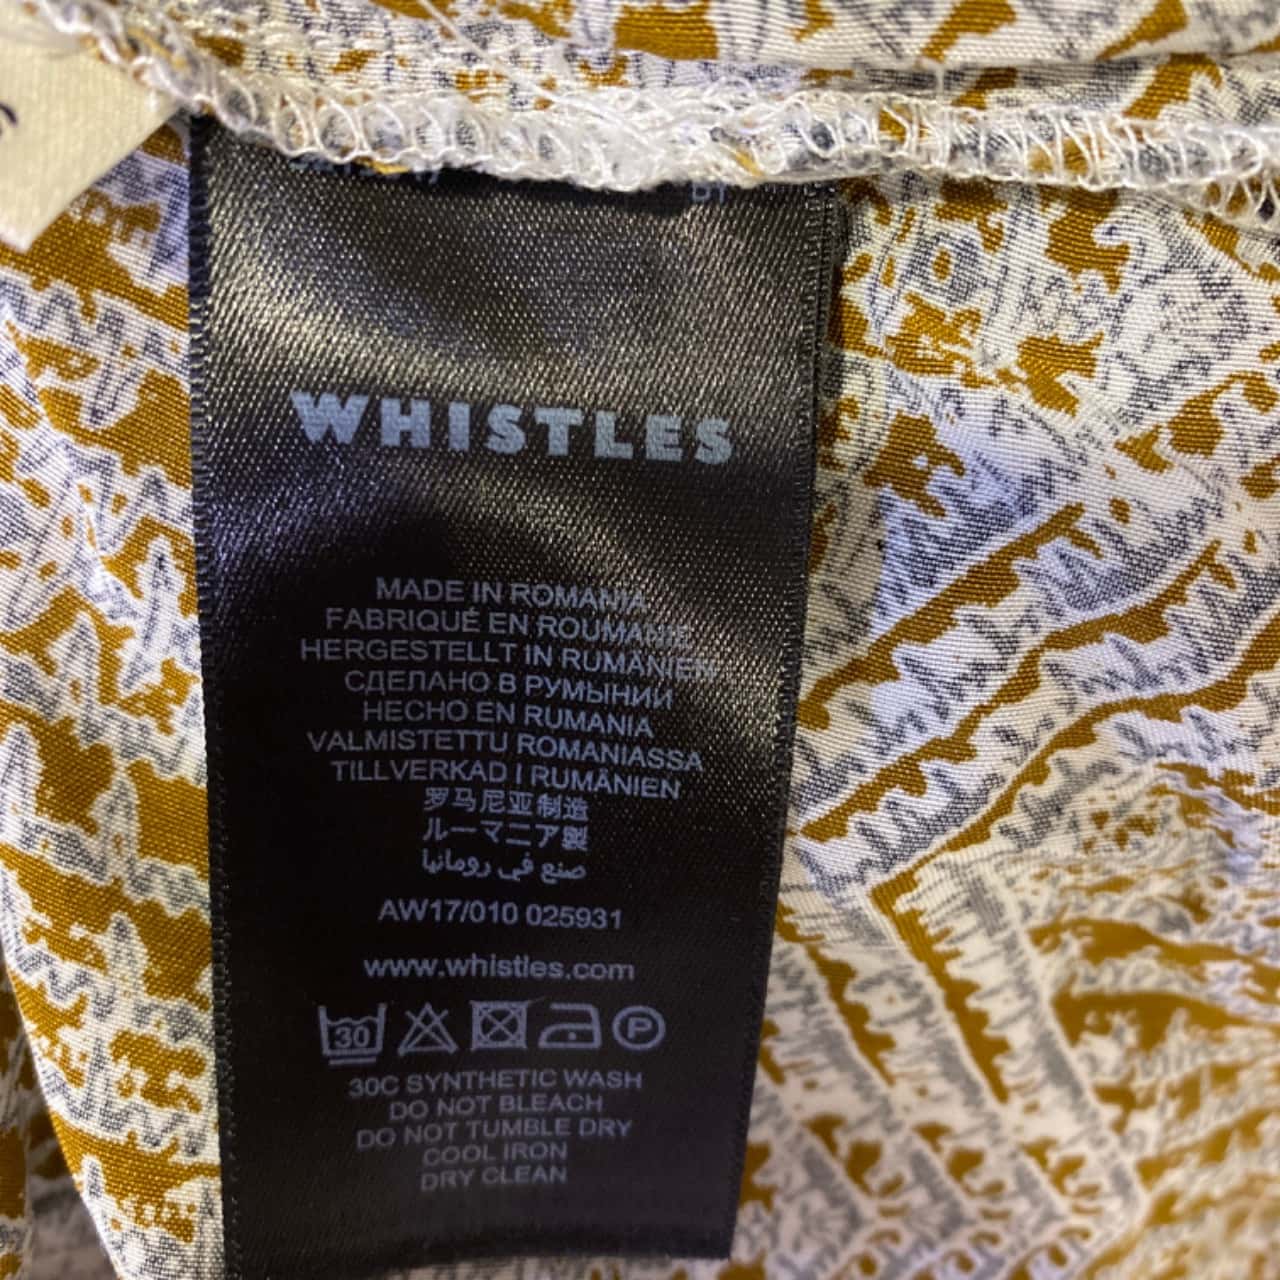 WHISTLES
MADE IN ROMANIA
FABRIQUÉ EN ROUMANIE
HERGESTELLT IN RUMÄNIEN
СДЕЛАНО В РУМЫНИИ
HECHO EN RUMANIA
VALMISTETTU ROMANIASSA
TILLVERKAD I RUMÄNIEN
罗马尼亚制造
ルーマニア製
صنع في رومانيا
AW17/010 025931
www.whistles.com
30 P
30C SYNTHETIC WASH
DO NOT BLEACH
DO NOT TUMBLE DRY
COOL IRON
DRY CLEAN